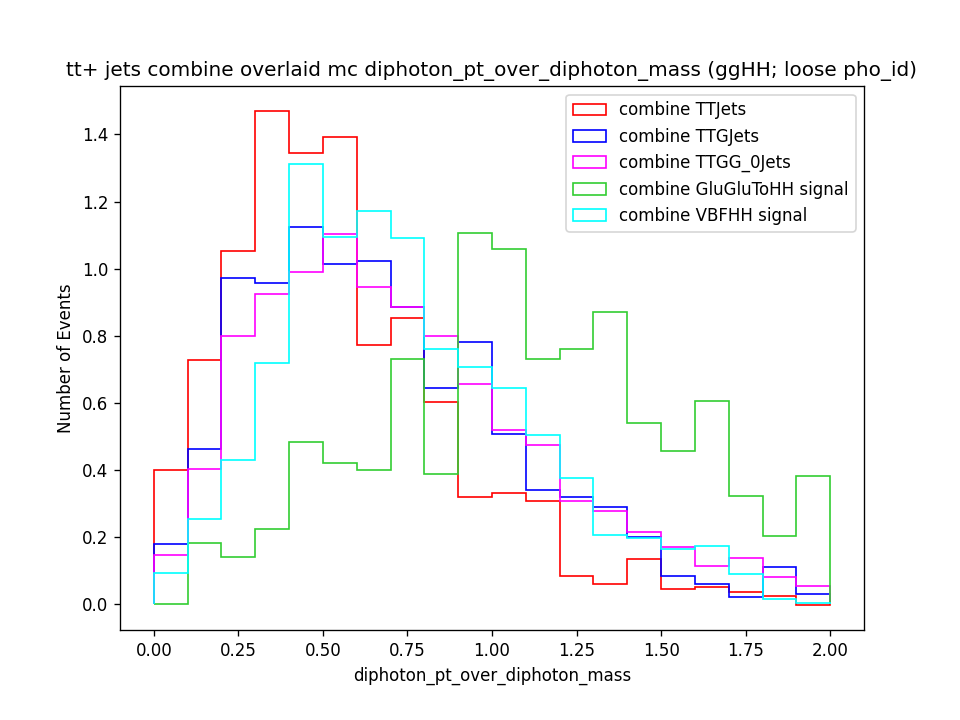 tt+ jets combine overlaid mc diphoton_pt_over_diphoton_mass (ggHH; loose pho_id)
combine TTJets
combine TTGJets
combine TTGG_0Jets
combine GluGluToHH signal
combine VBFHH signal
Number of Events
1.4
1.2
1.0
0.8
0.6
0.4
0.2
0.0
0.00 0.25 0.50 0.75 1.00 1.25 1.50 1.75 2.00
diphoton_pt_over_diphoton_mass